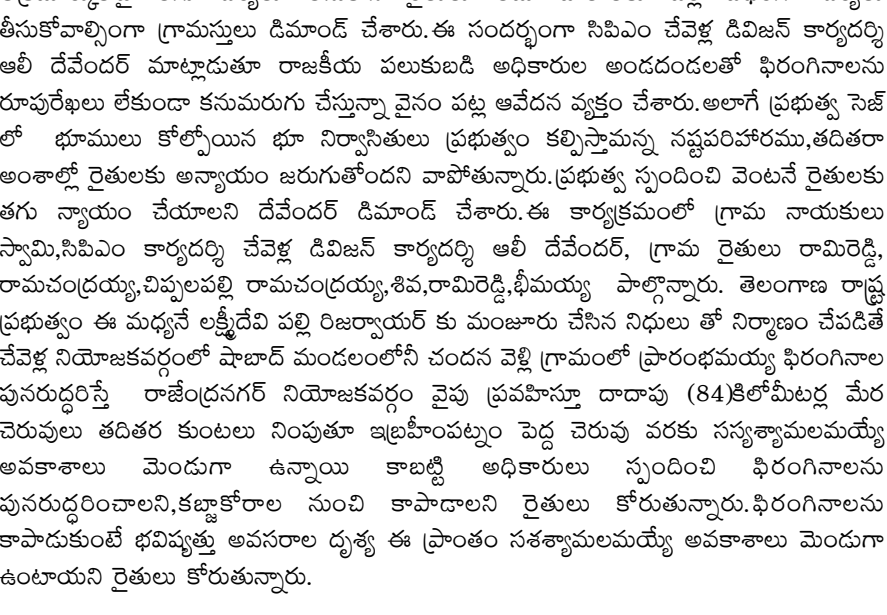 తీసుకోవాల్సింగా గ్రామస్తులు డిమాండ్ చేశారు.ఈ సందర్భంగా సిపిఎం చేవెళ్ల డివిజన్ కార్యదర్శి
ఆలీ దేవేందర్ మాట్లాడుతూ రాజకీయ పలుకుబడి అధికారుల అండదండలతో ఫిరంగినాలను
రూపురేఖలు లేకుండా కనుమరుగు చేస్తున్నా వైనం పట్ల ఆవేదన వ్యక్తం చేశారు.అలాగే ప్రభుత్వ సెజ్
లో భూములు కోల్పోయిన భూ నిర్వాసితులు ప్రభుత్వం కల్పిస్తామన్న నష్టపరిహారము,తదితరా
అంశాల్లో రైతులకు అన్యాయం జరుగుతోందని వాపోతున్నారు.ప్రభుత్వ స్పందించి వెంటనే రైతులకు
తగు న్యాయం చేయాలని దేవేందర్ డిమాండ్ చేశారు.ఈ కార్యక్రమంలో గ్రామ నాయకులు
స్వామి,సిపిఎం కార్యదర్శి చేవెళ్ల డివిజన్ కార్యదర్శి ఆలీ దేవేందర్, గ్రామ రైతులు రామిరెడ్డి,
రామచంద్రయ్య,చిప్పలపల్లి రామచంద్రయ్య,శివ,రామిరెడ్డి,భీమయ్య పాల్గొన్నారు. తెలంగాణ రాష్ట్ర
ప్రభుత్వం ఈ మధ్యనే లక్ష్మీదేవి పల్లి రిజర్వాయర్ కు మంజూరు చేసిన నిధులు తో నిర్మాణం చేపడితే
చేవెళ్ల నియోజకవర్గంలో షాబాద్ మండలంలోనీ చందన వెళ్లి గ్రామంలో ప్రారంభమయ్య ఫిరంగినాల
పునరుద్ధరిస్తే రాజేంద్రనగర్ నియోజకవర్గం వైపు ప్రవహిస్తూ దాదాపు (84)కిలోమీటర్ల మేర
చెరువులు తదితర కుంటలు నింపుతూ ఇబ్రహీంపట్నం పెద్ద చెరువు వరకు సస్యశ్యామలమయ్యే
అవకాశాలు మెండుగా ఉన్నాయి కాబట్టి అధికారులు స్పందించి ఫిరంగినాలను
పునరుద్ధరించాలని,కబ్జాకోరాల నుంచి కాపాడాలని రైతులు కోరుతున్నారు.ఫిరంగినాలను
కాపాడుకుంటే భవిష్యత్తు అవసరాల దృశ్య ఈ ప్రాంతం సశశ్యామలమయ్యే అవకాశాలు మెండుగా
ఉంటాయని రైతులు కోరుతున్నారు.